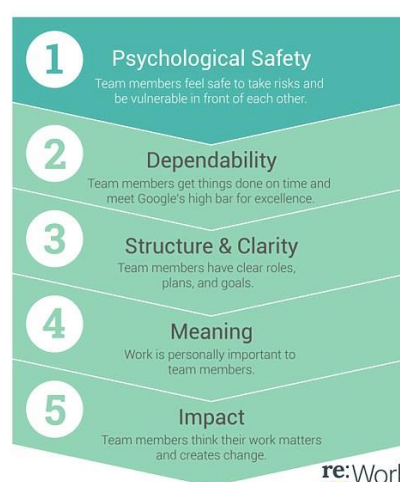 1
Psychological Safety
Team members feel safe to take risks and
be vulnerable in front of each other.
2
Dependability
Team members get things done on time and
meet Google's high bar for excellence.
3
Structure & Clarity
Team members have clear roles,
plans, and goals.
4
Meaning
Work is personally important to
team members.
5
Impact
Team members think their work matters
and creates change.
re:Work